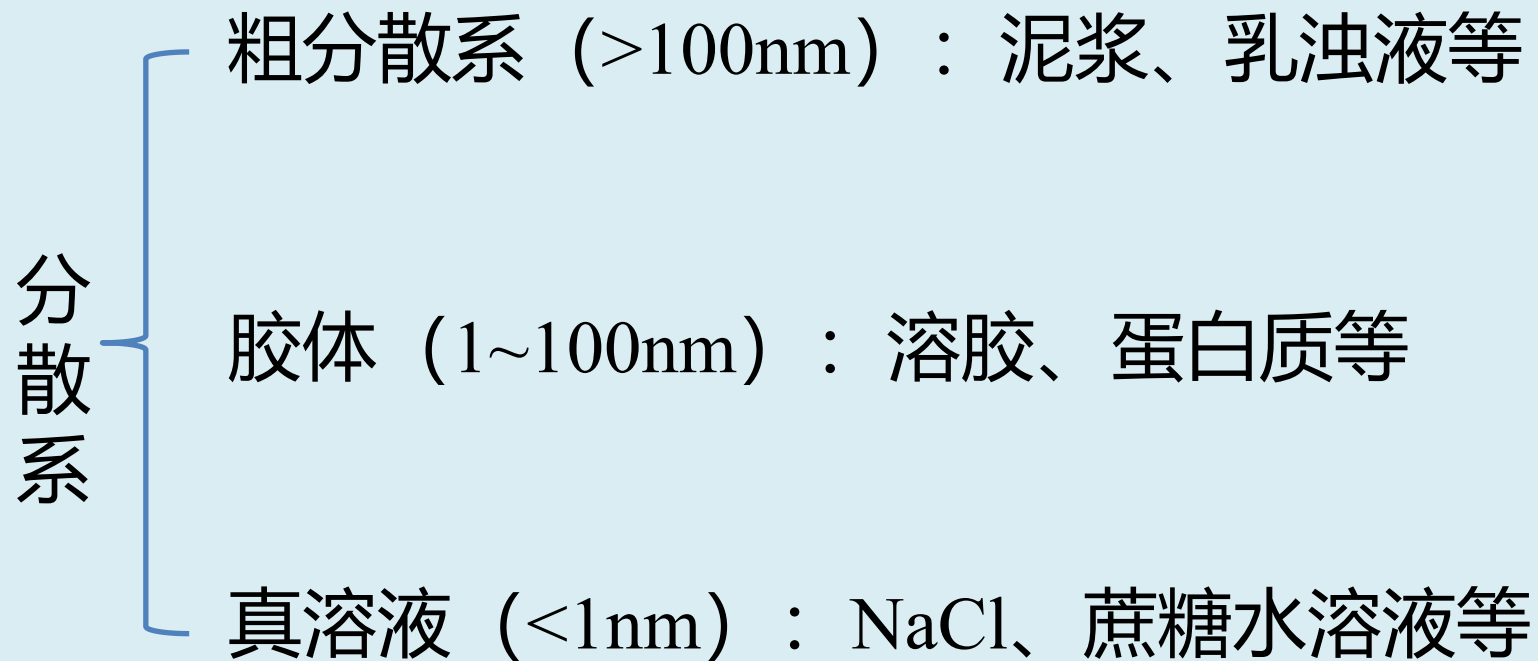 粗分散系（>100nm）：泥浆、乳浊液等
分散系
胶体（1~100nm）：溶胶、蛋白质等
真溶液（<1nm）：NaCl、蔗糖水溶液等